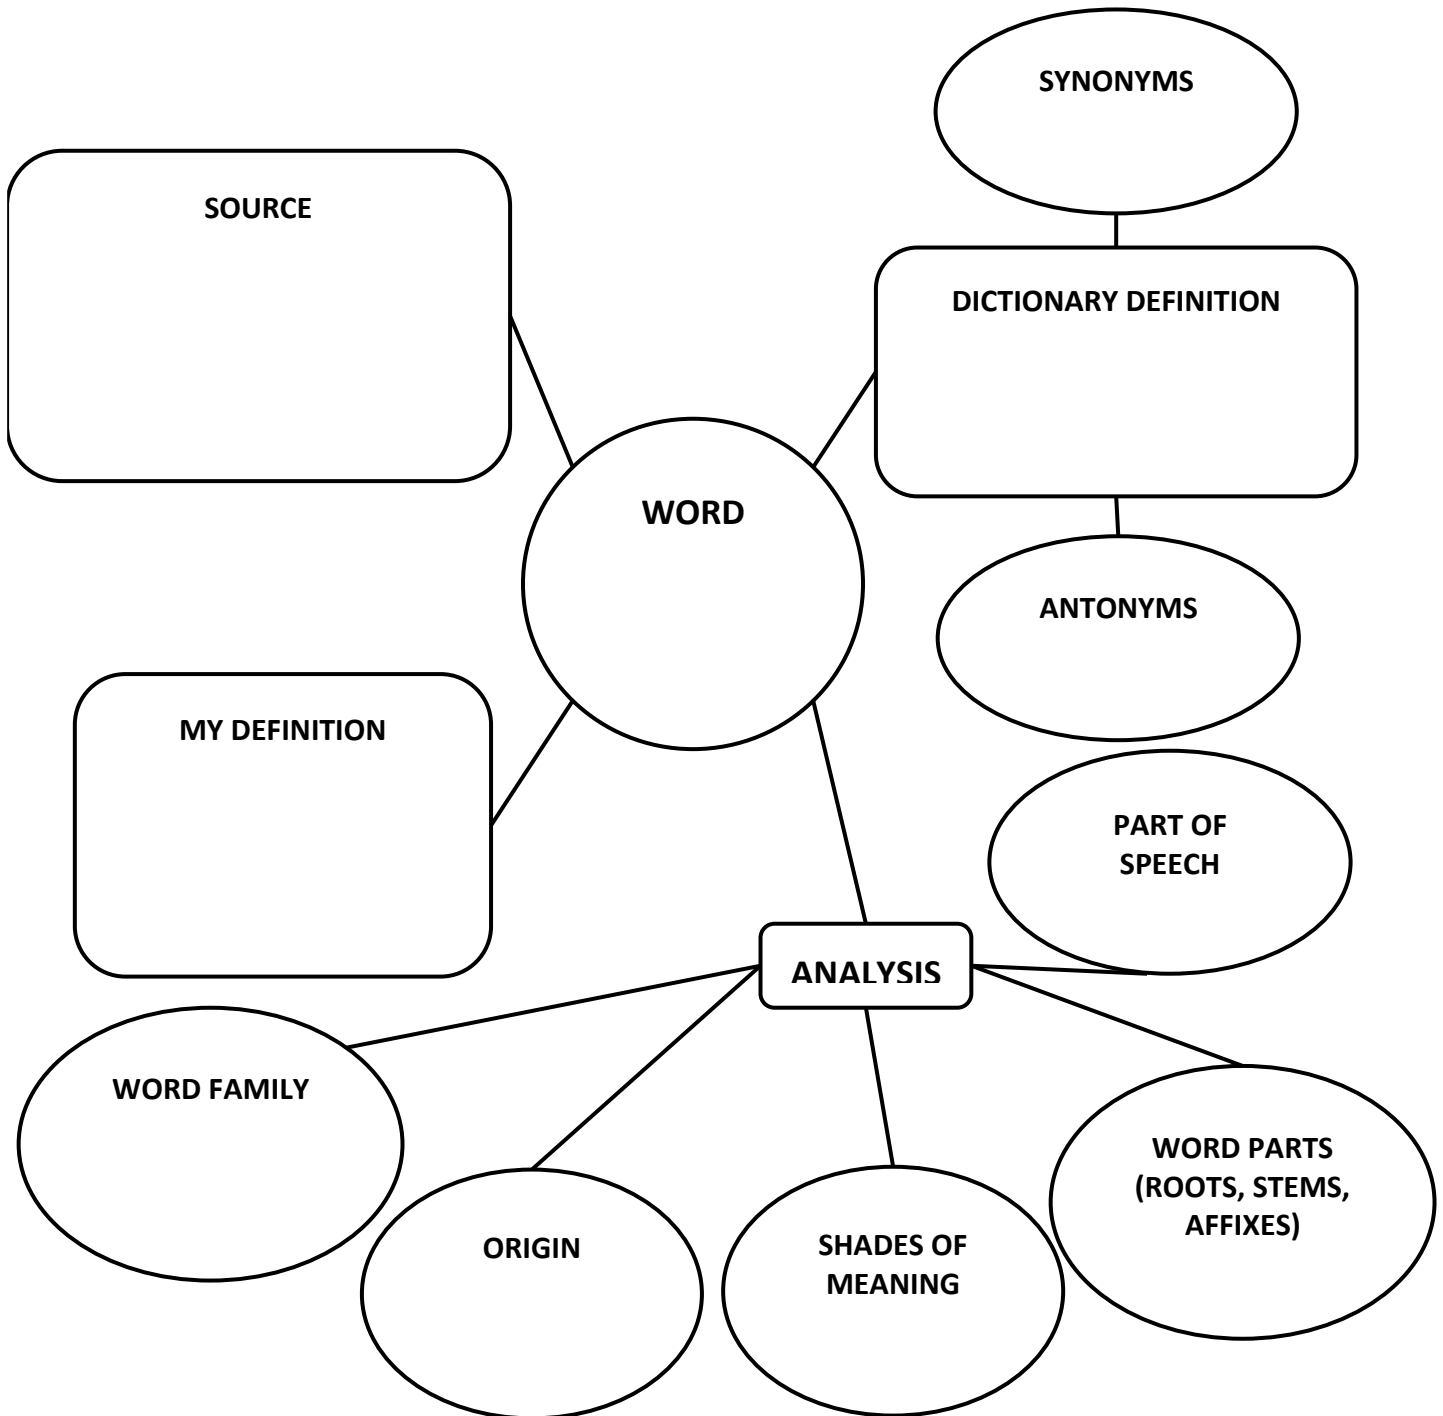 SYNONYMS
SOURCE
DICTIONARY DEFINITION
WORD
ANTONYMS
MY DEFINITION
PART OF
SPEECH
ANALYSIS
WORD FAMILY
WORD PARTS
(ROOTS, STEMS,
AFFIXES)
ORIGIN
SHADES OF
MEANING